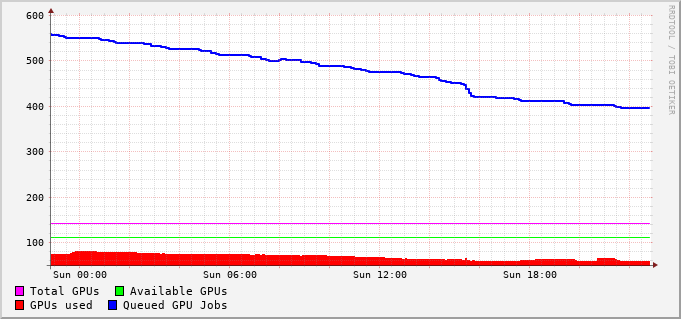 600
500
400
300
200
100
Sun 00:00 Sun 06:00 Sun 12:00 Sun 18:00
RRDTOOL / TOBI OETIKER
Total GPUs Available GPUs
GPUs used Queued GPU Jobs